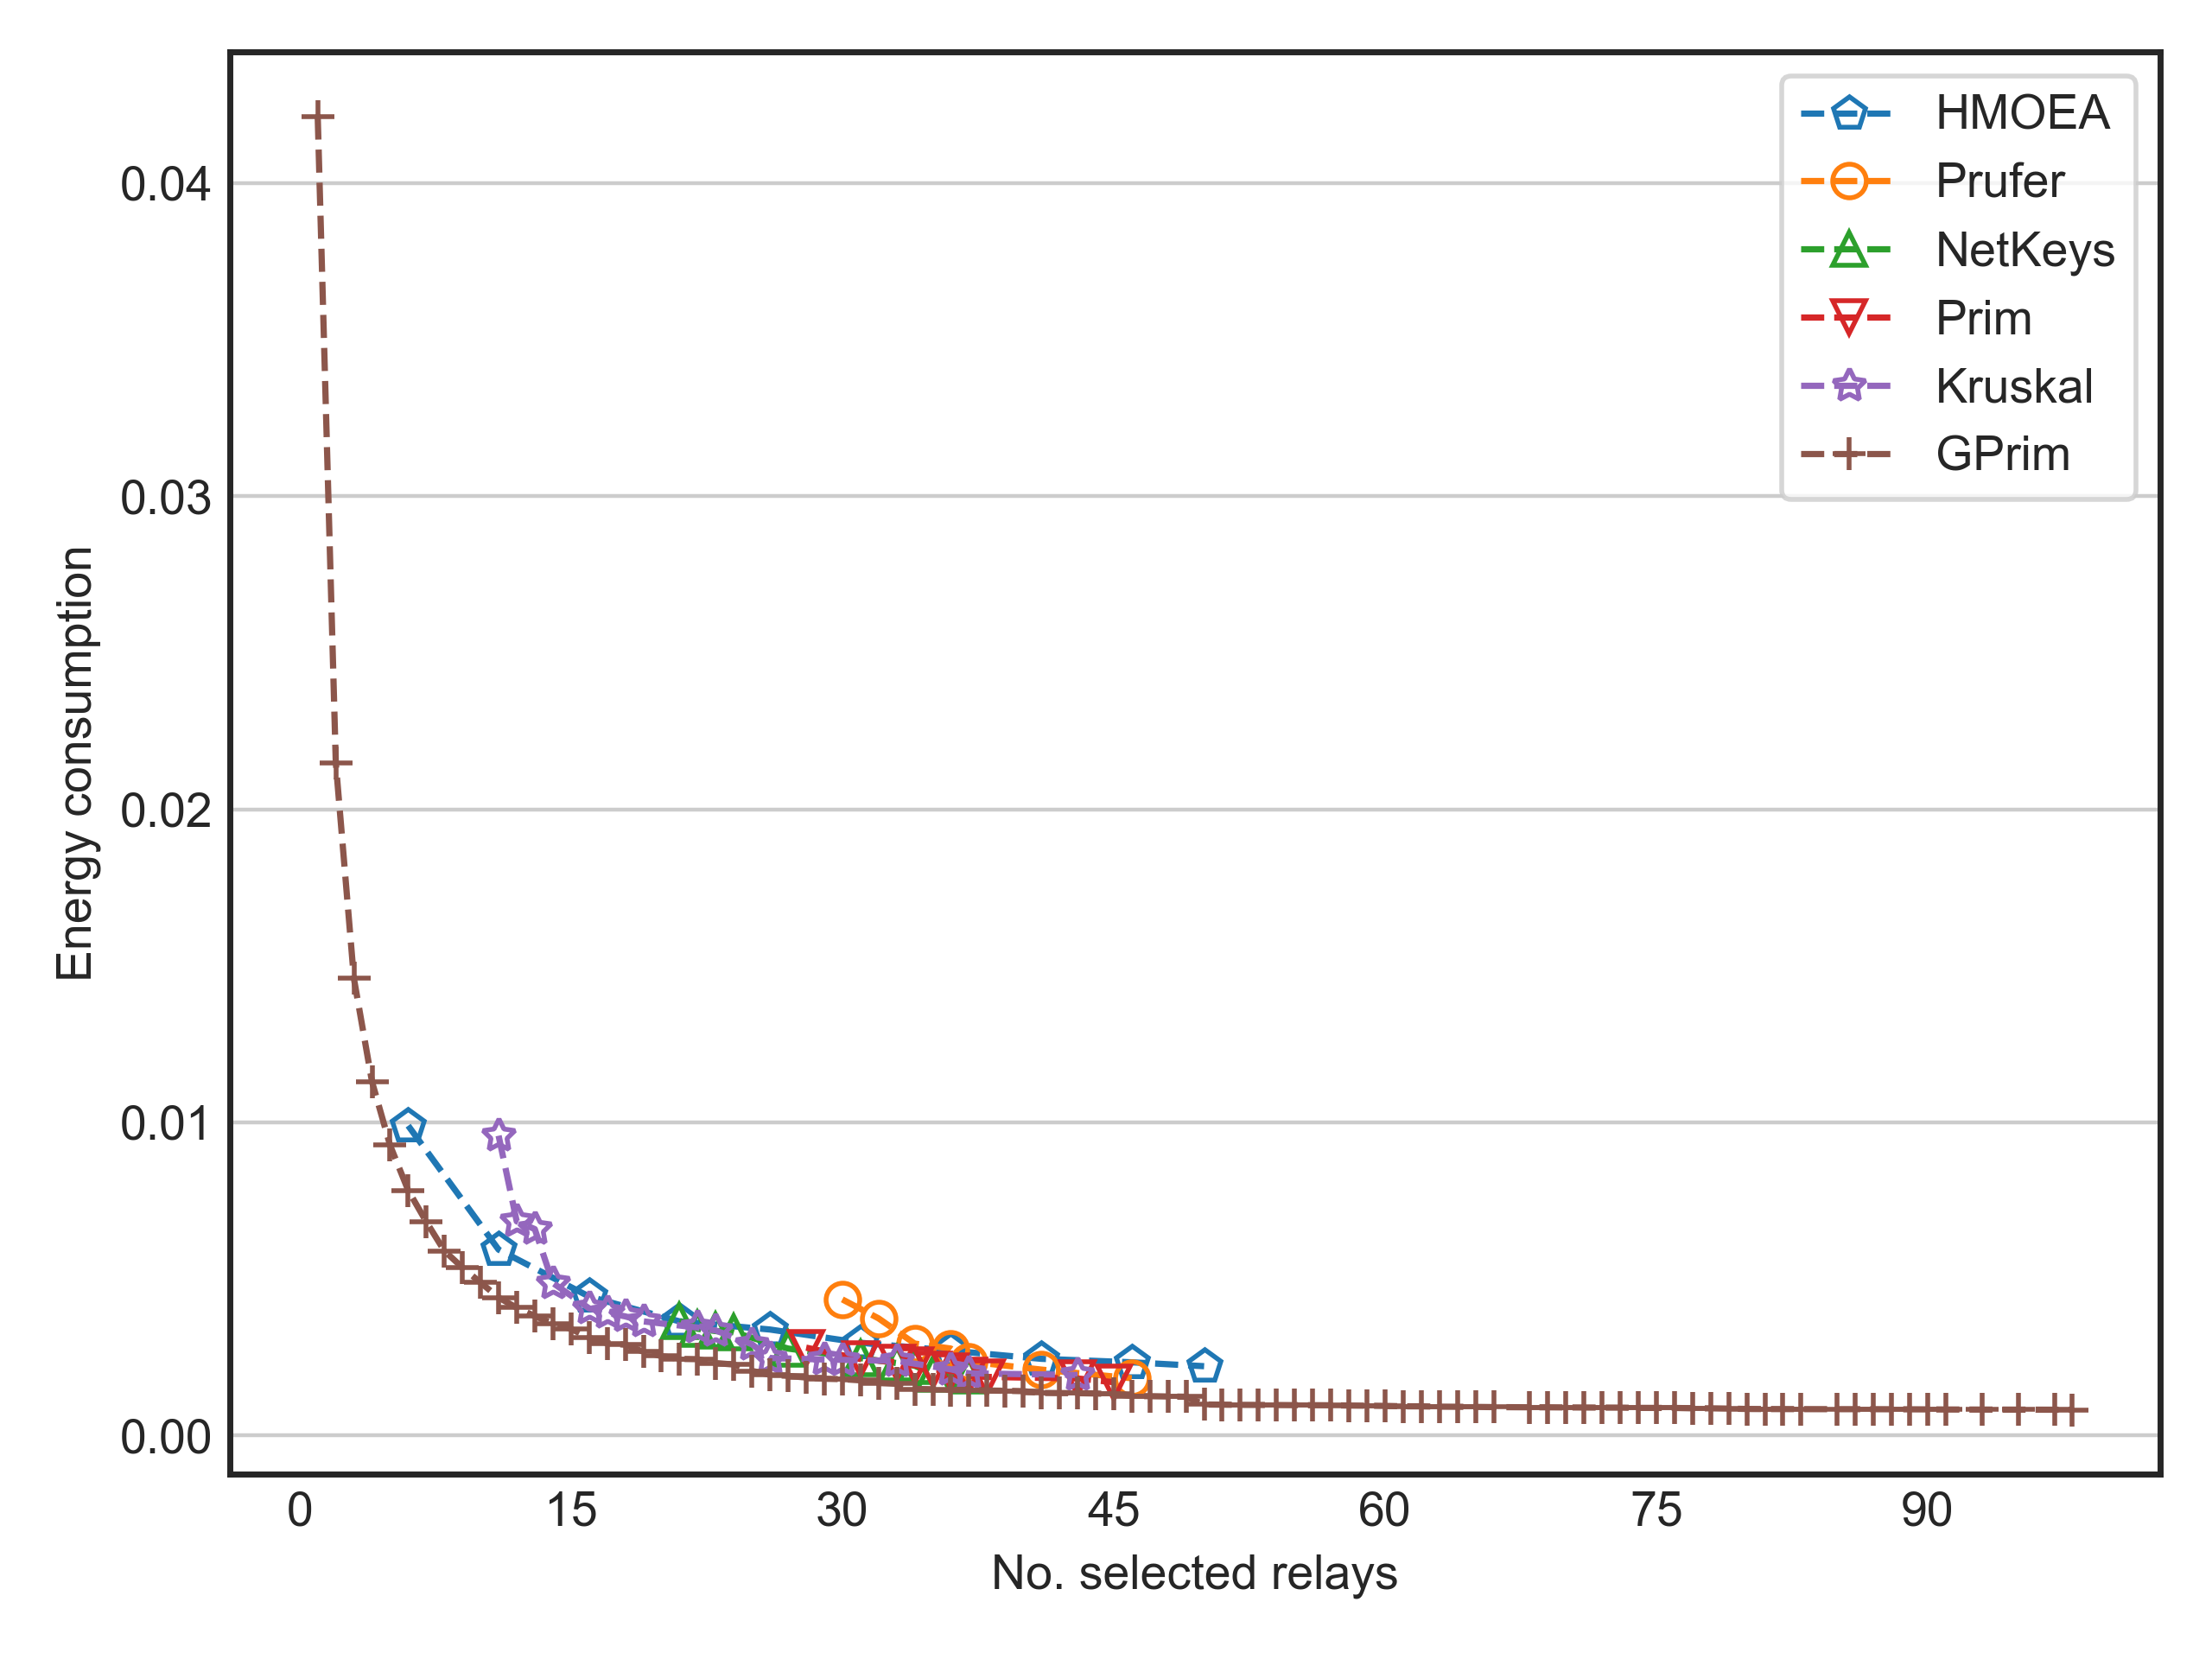 HMOEA
Prufer
NetKeys
Prim
Kruskal
GPrim
Energy consumption
0.04
0.03
0.02
0.01
0.00
0 15 30 45 60 75 90
No. selected relays